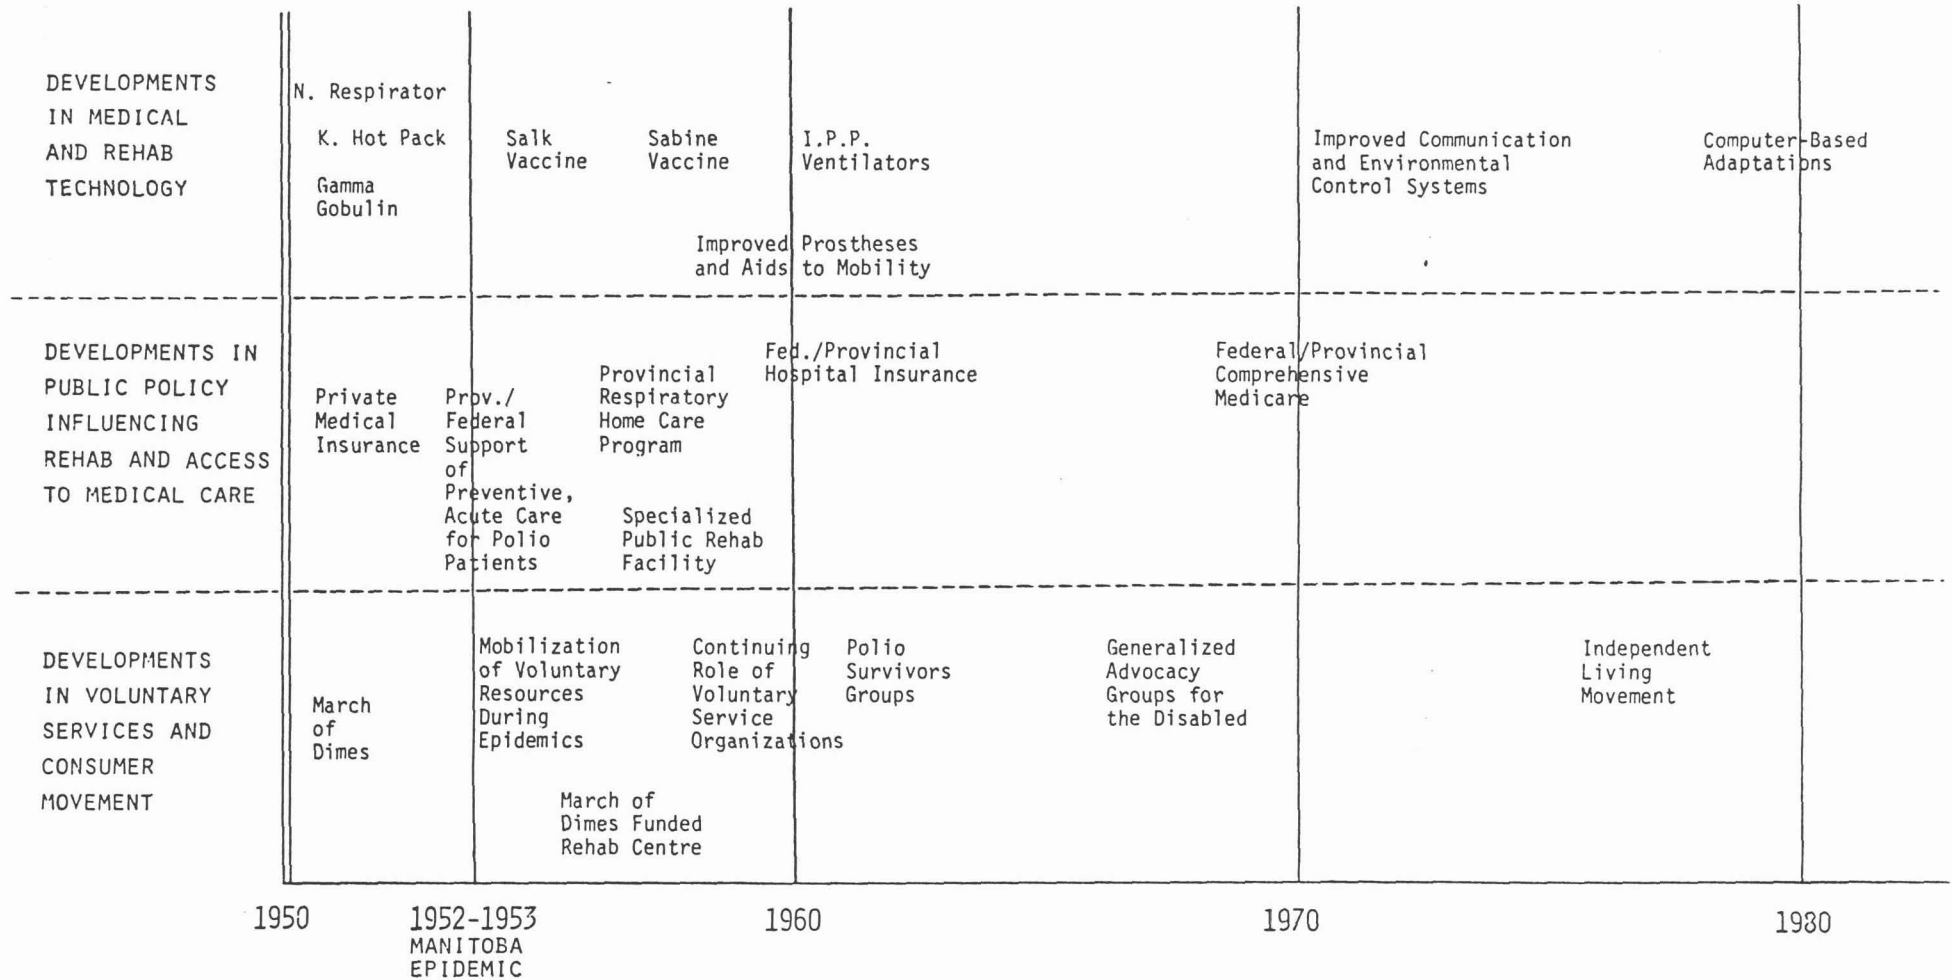 DEVELOPMENTS
IN MEDICAL
AND REHAB
TECHNOLOGY
N. Respirator
K. Hot Pack
Gamma
Gobulin
Salk
Vaccine
Sabine
Vaccine
I.P.P.
Ventilators
Improved Prostheses
and Aids to Mobility
Improved Communication
and Environmental
Control Systems
Computer-Based
Adaptations
DEVELOPMENTS IN
PUBLIC POLICY
INFLUENCING
REHAB AND ACCESS
TO MEDICAL CARE
Private
Medical
Insurance
Prov./
Federal
Support
of
Preventive,
Acute Care
for Polio
Patients
Provincial
Respiratory
Home Care
Program
Specialized
Public Rehab
Facility
Fed./Provincial
Hospital Insurance
Federal/Provincial
Comprehensive
Medicare
DEVELOPMENTS
IN VOLUNTARY
SERVICES AND
CONSUMER
MOVEMENT
March
of
Dimes
Mobilization
of Voluntary
Resources
During
Epidemics
March of
Dimes Funded
Rehab Centre
Continuing
Role of
Voluntary
Service
Organizations
Polio
Survivors
Groups
Generalized
Advocacy
Groups for
the Disabled
Independent
Living
Movement
1950
1952-1953
MANITOBA
EPIDEMIC
1960
1970
1980